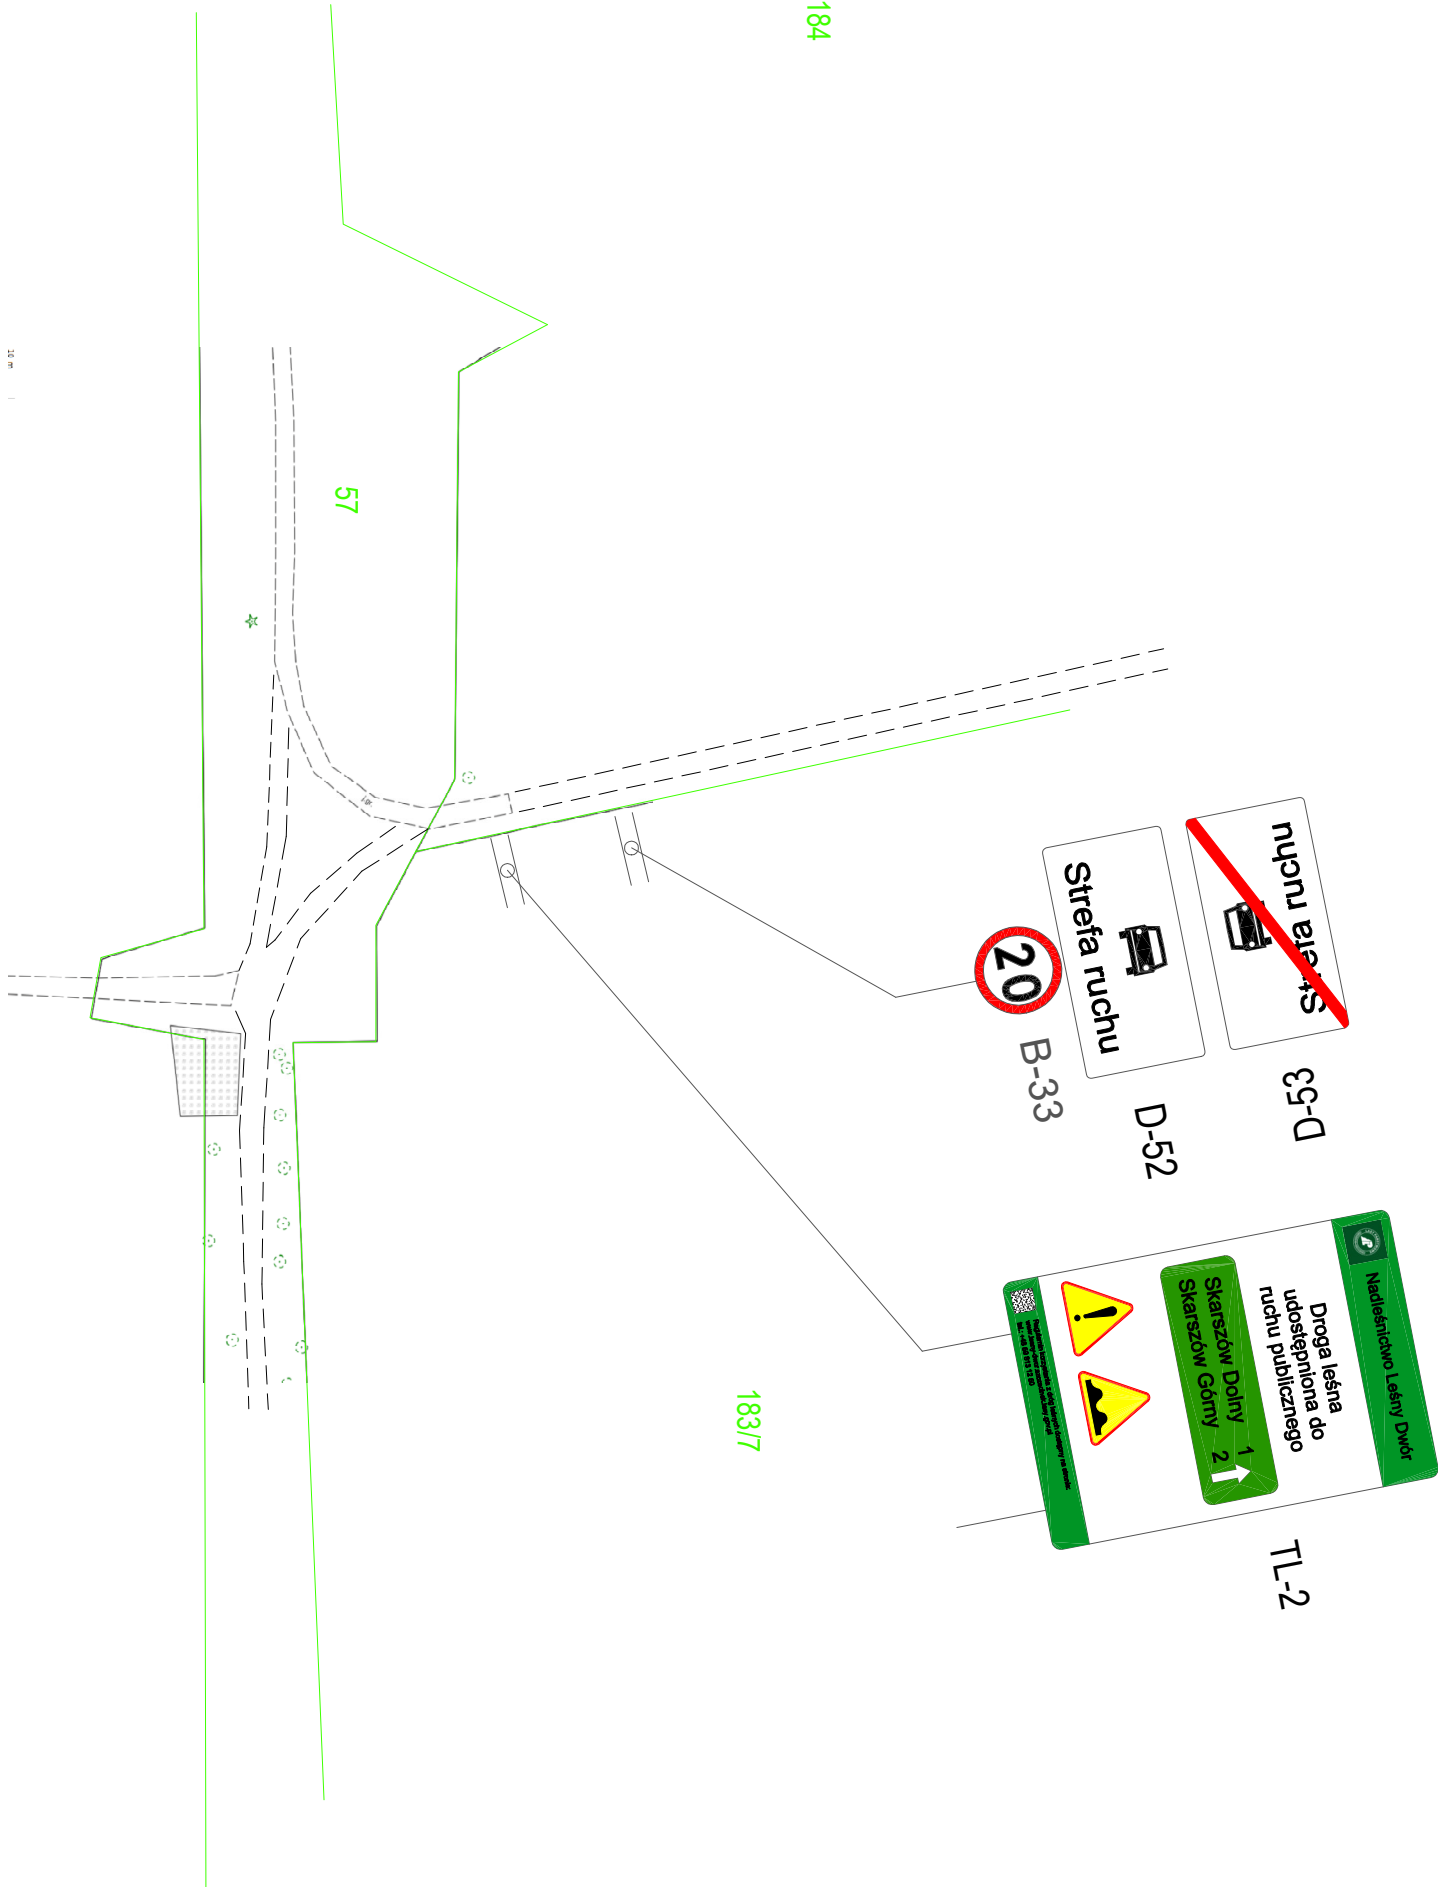 184
57
10 m
Strefa ruchu
D-53
Strefa ruchu
D-52
20
B-33
Nadleśnictwo Leśny Dwór
Droga leśna
udostępniona do
ruchu publicznego
Skarszów Dolny 1
Skarszów Górny 2
TL-2
183/7